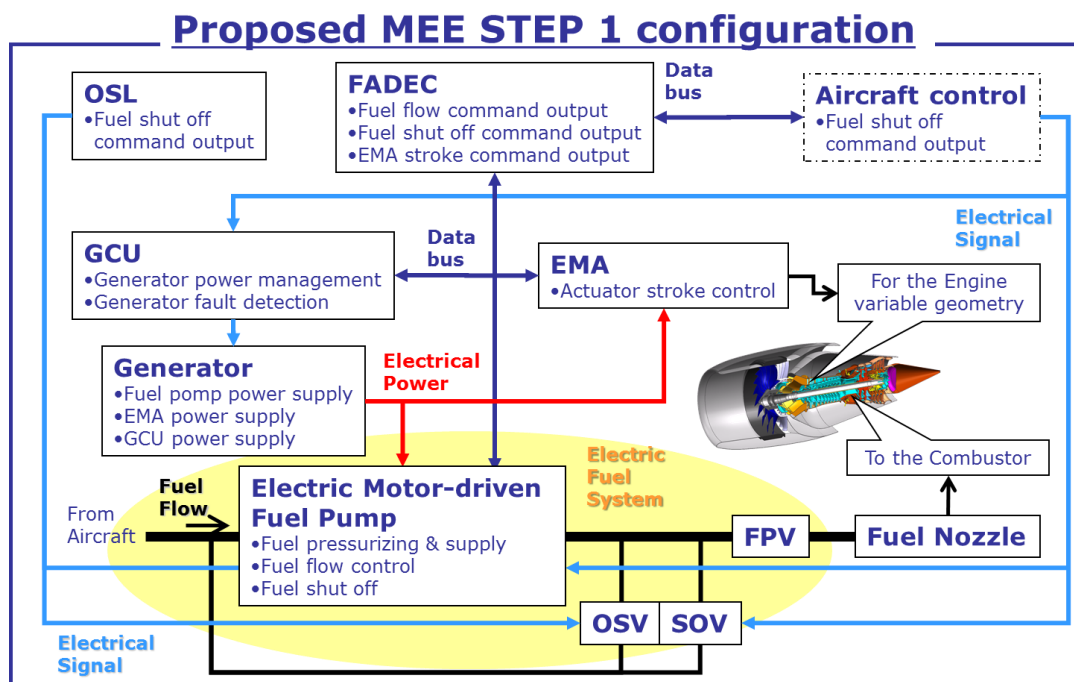 Proposed MEE STEP 1 configuration
OSL
•Fuel shut off
command output
FADEC
•Fuel flow command output
•Fuel shut off command output
•EMA stroke command output
Data
bus
Aircraft control
•Fuel shut off
command output
Electrical
Signal
GCU
•Generator power management
•Generator fault detection
Data
bus
EMA
•Actuator stroke control
For the Engine
variable geometry
Generator
•Fuel pomp power supply
•EMA power supply
•GCU power supply
Electrical
Power
To the Combustor
Electric
Fuel
System
Fuel
Flow
From
Aircraft
Electric Motor-driven
Fuel Pump
•Fuel pressurizing & supply
•Fuel flow control
•Fuel shut off
FPV
Fuel Nozzle
OSV
SOV
Electrical
Signal